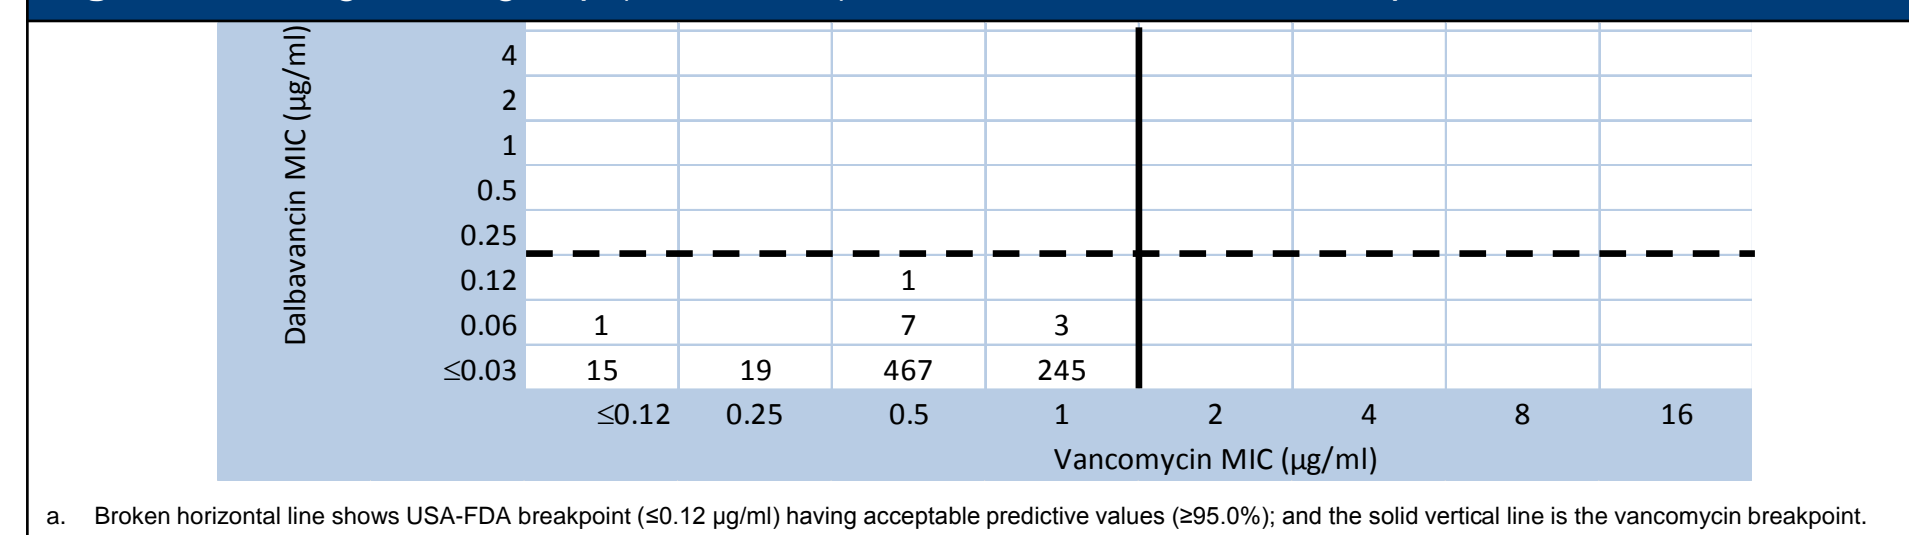 Dalbavancin MIC (µg/ml)
4
2
1
0.5
0.25
0.12 1
0.06 1 7 3
≤0.03 15 19 467 245
≤0.12 0.25 0.5 1 2 4 8 16
Vancomycin MIC (µg/ml)
a. Broken horizontal line shows USA-FDA breakpoint (≤0.12 µg/ml) having acceptable predictive values (≥95.0%); and the solid vertical line is the vancomycin breakpoint.